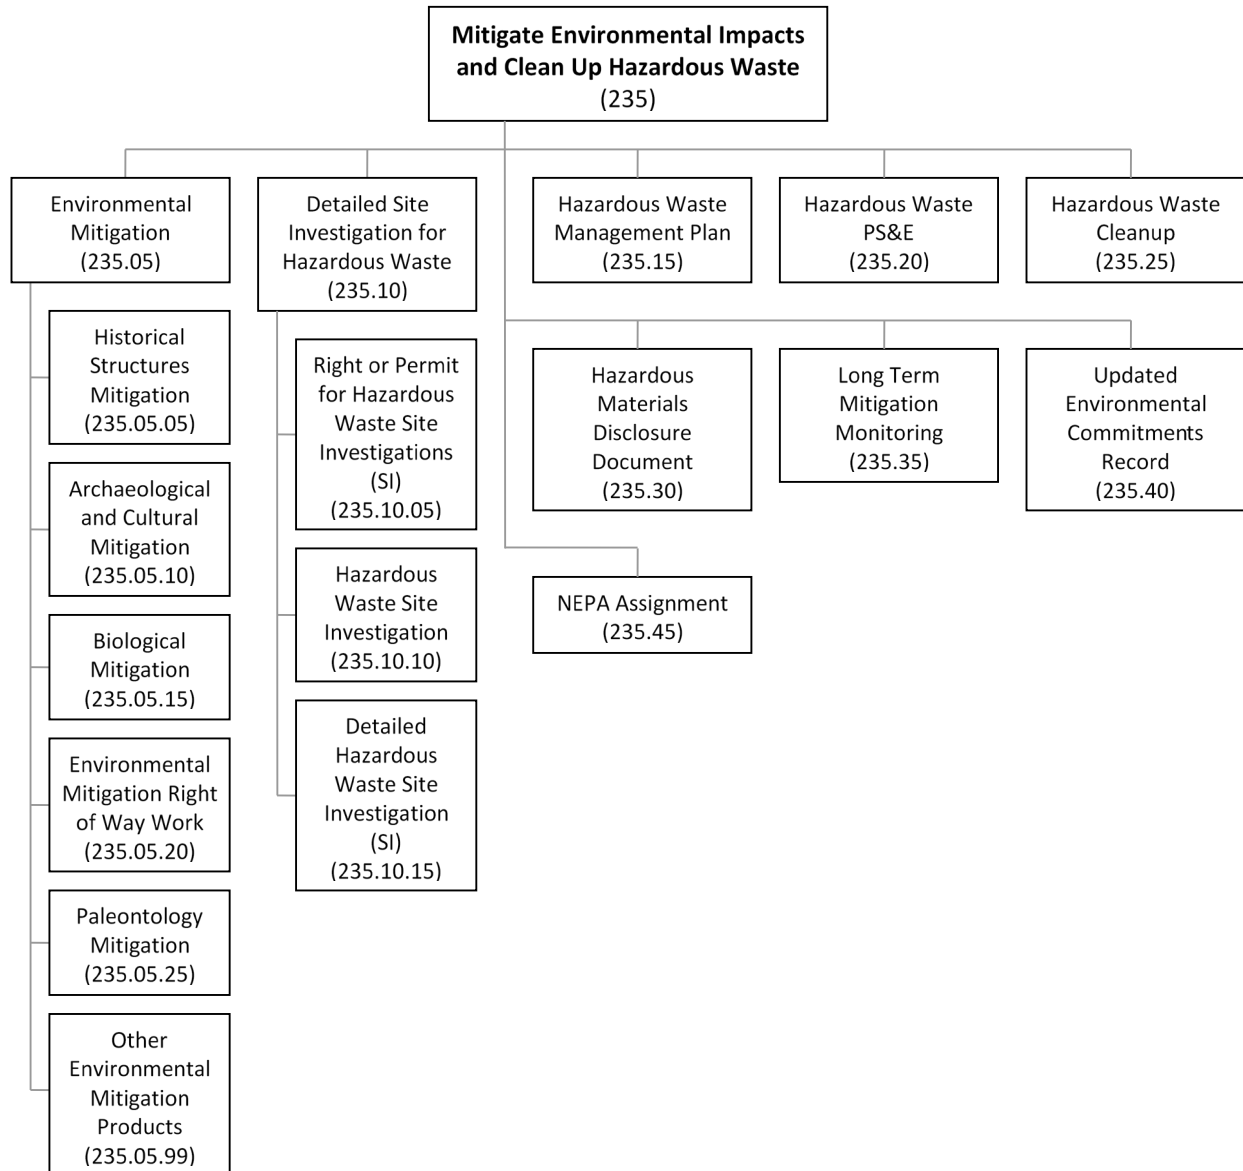 Mitigate Environmental Impacts
and Clean Up Hazardous Waste
(235)
Environmental
Mitigation
(235.05)
Historical
Structures
Mitigation
(235.05.05)
Archaeological
and Cultural
Mitigation
(235.05.10)
Biological
Mitigation
(235.05.15)
Environmental
Mitigation Right
of Way Work
(235.05.20)
Paleontology
Mitigation
(235.05.25)
Other
Environmental
Mitigation
Products
(235.05.99)
Detailed Site
Investigation for
Hazardous Waste
(235.10)
Right or Permit
for Hazardous
Waste Site
Investigations
(SI)
(235.10.05)
Hazardous
Waste Site
Investigation
(235.10.10)
Detailed
Hazardous
Waste Site
Investigation
(SI)
(235.10.15)
Hazardous Waste
Management Plan
(235.15)
Hazardous Waste
PS&E
(235.20)
Hazardous Waste
Cleanup
(235.25)
Hazardous
Materials
Disclosure
Document
(235.30)
Long Term
Mitigation
Monitoring
(235.35)
Updated
Environmental
Commitments
Record
(235.40)
NEPA Assignment
(235.45)